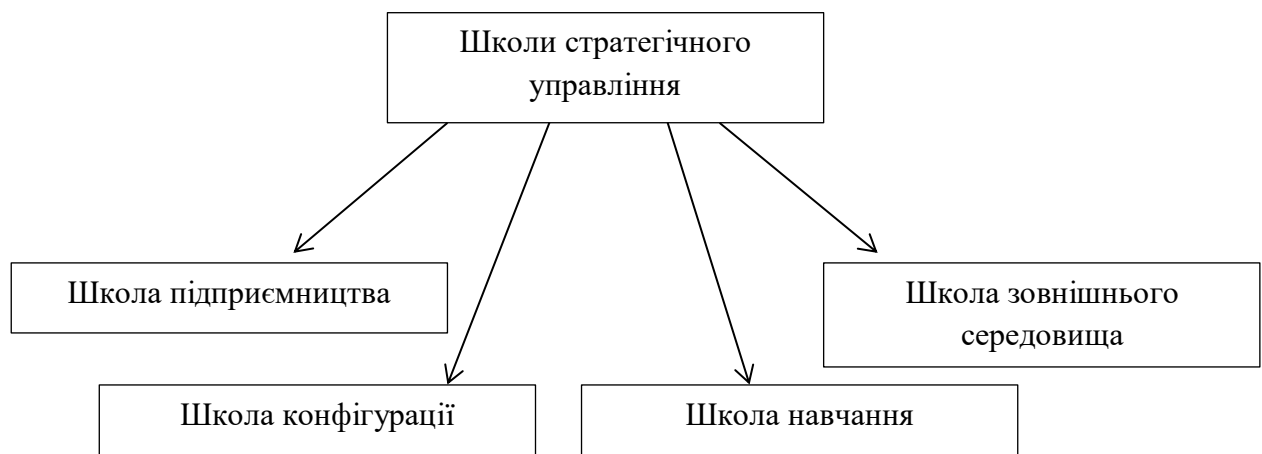 Школи стратегічного
управління
Школа підприємництва
Школа зовнішнього
середовища
Школа конфігурації
Школа навчання